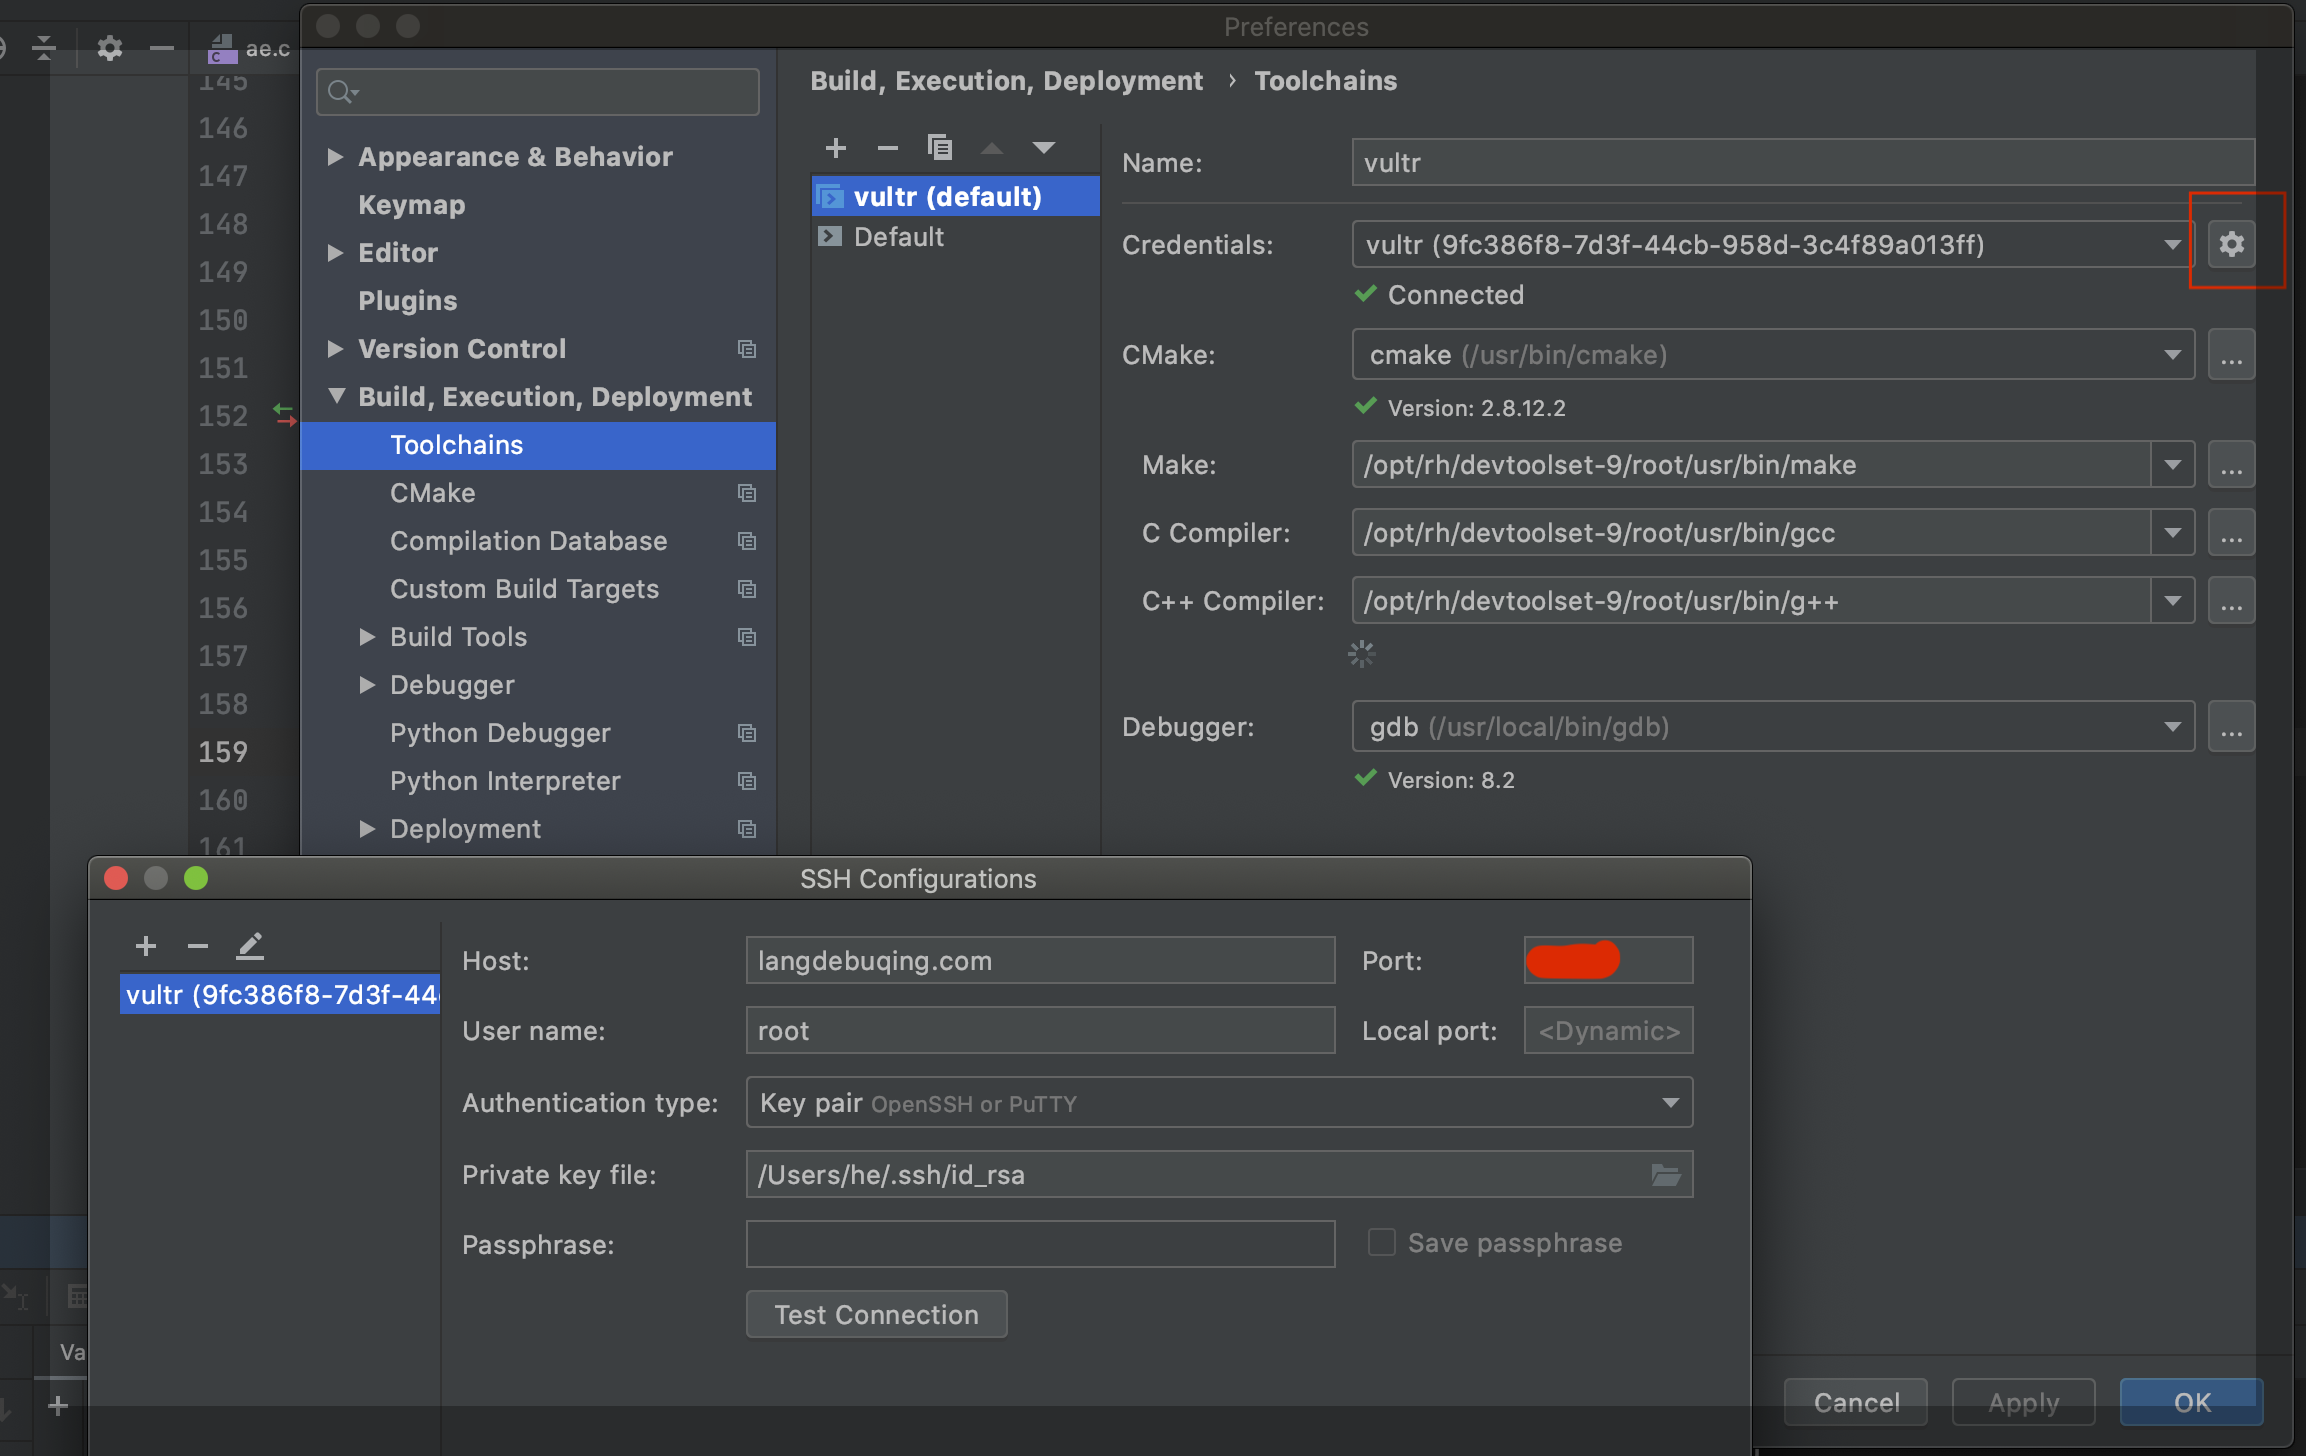 Preferences
ae.c
145
146
147
148
149
150
151
152
153
154
155
156
157
158
159
160
161
Appearance & Behavior
Keymap
Editor
Plugins
Version Control
Build, Execution, Deployment
Toolchains
CMake
Compilation Database
Custom Build Targets
Build Tools
Debugger
Python Debugger
Python Interpreter
Deployment
Build, Execution, Deployment › Toolchains
vultr (default)
Default
Name: vultr
Credentials: vultr (9fc386f8-7d3f-44cb-958d-3c4f89a013ff)
Connected
CMake: cmake (/usr/bin/cmake) ...
Version: 2.8.12.2
Make: /opt/rh/devtoolset-9/root/usr/bin/make ...
C Compiler: /opt/rh/devtoolset-9/root/usr/bin/gcc ...
C++ Compiler: /opt/rh/devtoolset-9/root/usr/bin/g++ ...
Debugger: gdb (/usr/local/bin/gdb) ...
Version: 8.2
SSH Configurations
vultr (9fc386f8-7d3f-44
Host: langdebuqing.com Port:
User name: root Local port: <Dynamic>
Authentication type: Key pair OpenSSH or PuTTY
Private key file: /Users/he/.ssh/id_rsa
Passphrase: Save passphrase
Test Connection
Va
Cancel Apply OK